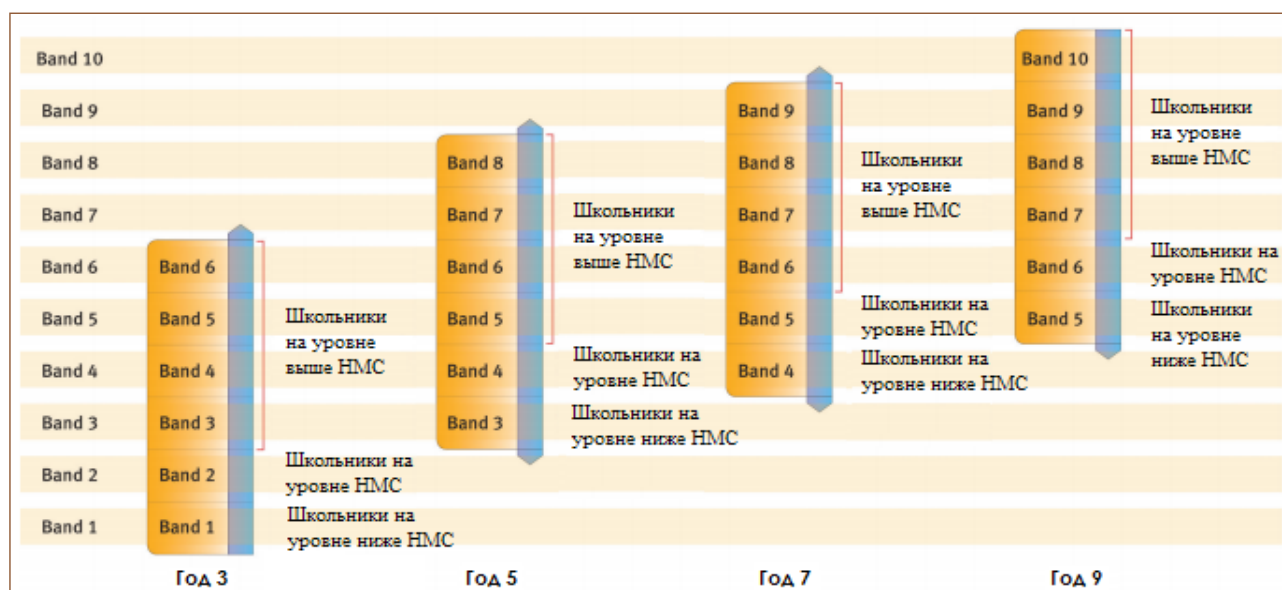 Band 10
Band 9
Band 8
Band 7
Band 6
Band 5
Band 4
Band 3
Band 2
Band 1
Band 6
Band 5
Band 4
Band 3
Band 2
Band 1
Школьники
на уровне
выше НМС
Школьники на
уровне НМС
Школьники на
уровне ниже НМС
Год 3
Band 8
Band 7
Band 6
Band 5
Band 4
Band 3
Школьники
на уровне
выше НМС
Школьники на
уровне НМС
Школьники на
уровне ниже НМС
Год 5
Band 9
Band 8
Band 7
Band 6
Band 5
Band 4
Школьники
на уровне
выше НМС
Школьники на
уровне НМС
Школьники на
уровне ниже НМС
Год 7
Band 10
Band 9
Band 8
Band 7
Band 6
Band 5
Школьники
на уровне
выше НМС
Школьники на
уровне НМС
Школьники
на уровне
ниже НМС
Год 9